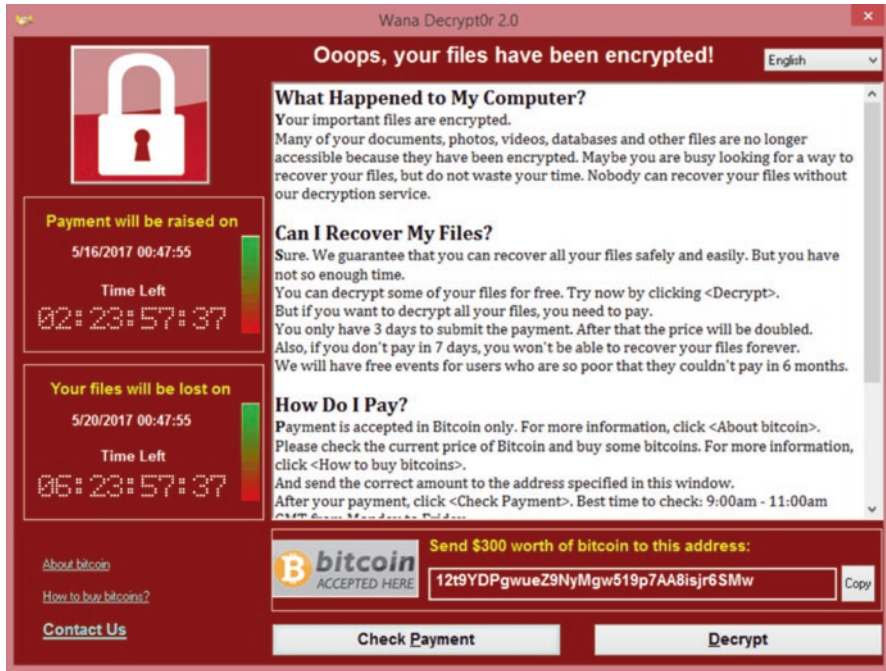 Wana Decrypt0r 2.0
Ooops, your files have been encrypted!
English
Payment will be raised on
5/16/2017 00:47:55
Time Left
02:23:57:37
Your files will be lost on
5/20/2017 00:47:55
Time Left
06:23:57:37
About bitcoin
How to buy bitcoins?
Contact Us
What Happened to My Computer?
Your important files are encrypted.
Many of your documents, photos, videos, databases and other files are no longer
accessible because they have been encrypted. Maybe you are busy looking for a way to
recover your files, but do not waste your time. Nobody can recover your files without
our decryption service.
Can I Recover My Files?
Sure. We guarantee that you can recover all your files safely and easily. But you have
not so enough time.
You can decrypt some of your files for free. Try now by clicking <Decrypt>.
But if you want to decrypt all your files, you need to pay.
You only have 3 days to submit the payment. After that the price will be doubled.
Also, if you don't pay in 7 days, you won't be able to recover your files forever.
We will have free events for users who are so poor that they couldn't pay in 6 months.
How Do I Pay?
Payment is accepted in Bitcoin only. For more information, click <About bitcoin>.
Please check the current price of Bitcoin and buy some bitcoins. For more information,
click <How to buy bitcoins>.
And send the correct amount to the address specified in this window.
After your payment, click <Check Payment>. Best time to check: 9:00am - 11:00am
GMT from Monday to Friday
bitcoin
ACCEPTED HERE
Send $300 worth of bitcoin to this address:
12t9YDPgwueZ9NyMgw519p7AA8isjr6SMw
Copy
Check Payment
Decrypt